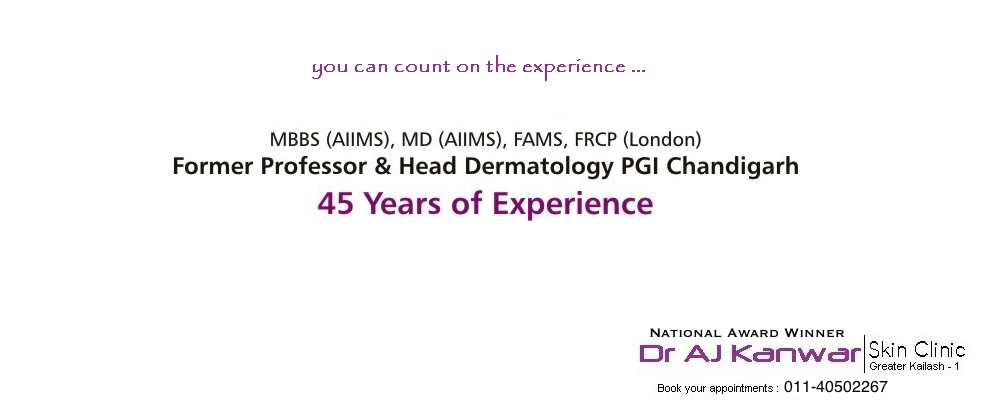 you can count on the experience ...
MBBS (AIIMS), MD (AIIMS), FAMS, FRCP (London)
Former Professor & Head Dermatology PGI Chandigarh
45 Years of Experience
National Award Winner
Dr AJ Kanwar
Skin Clinic
Greater Kailash - 1
Book your appointments : 011-40502267